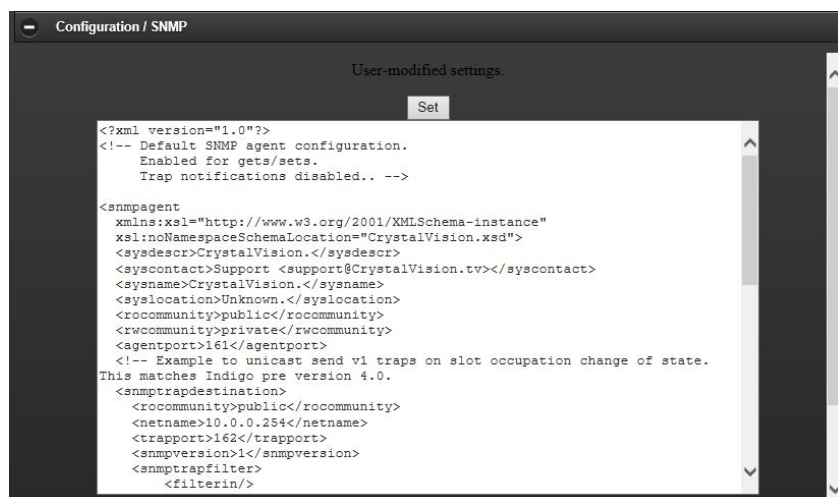 Configuration / SNMP
User-modified settings.
Set
<?xml version="1.0"?>
<!-- Default SNMP agent configuration.
Enabled for gets/sets.
Trap notifications disabled.. -->
<snmpagent
xmlns:xsl="http://www.w3.org/2001/XMLSchema-instance"
xsl:noNamespaceSchemaLocation="CrystalVision.xsd">
<sysdescr>CrystalVision.</sysdescr>
<syscontact>Support <support@CrystalVision.tv></syscontact>
<sysname>CrystalVision.</sysname>
<syslocation>Unknown.</syslocation>
<rocommunity>public</rocommunity>
<rwcommunity>private</rwcommunity>
<agentport>161</agentport>
<!-- Example to unicast send v1 traps on slot occupation change of state.
This matches Indigo pre version 4.0.
<snmptrapdestination>
<rocommunity>public</rocommunity>
<netname>10.0.0.254</netname>
<trapport>162</trapport>
<snmpversion>1</snmpversion>
<snmptrapfilter>
<filterin/>